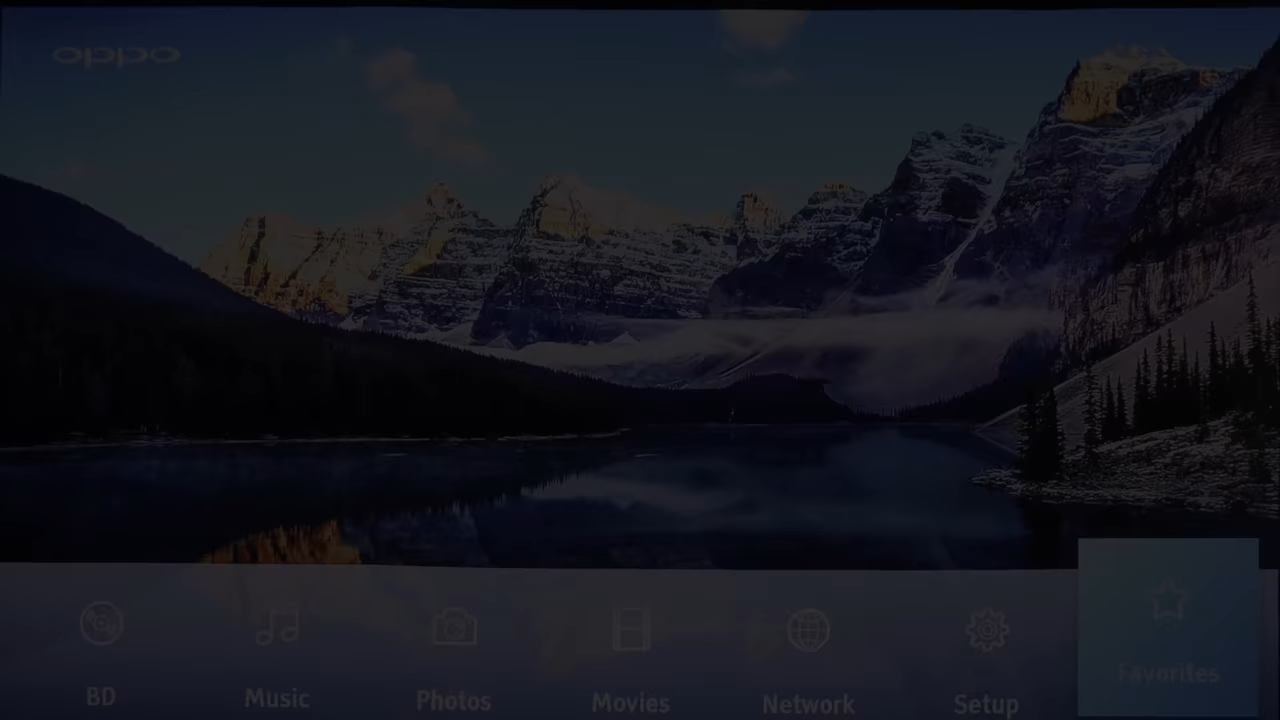 oppo
BD
Music
Photos
Movies
Network
Setup
Favorites